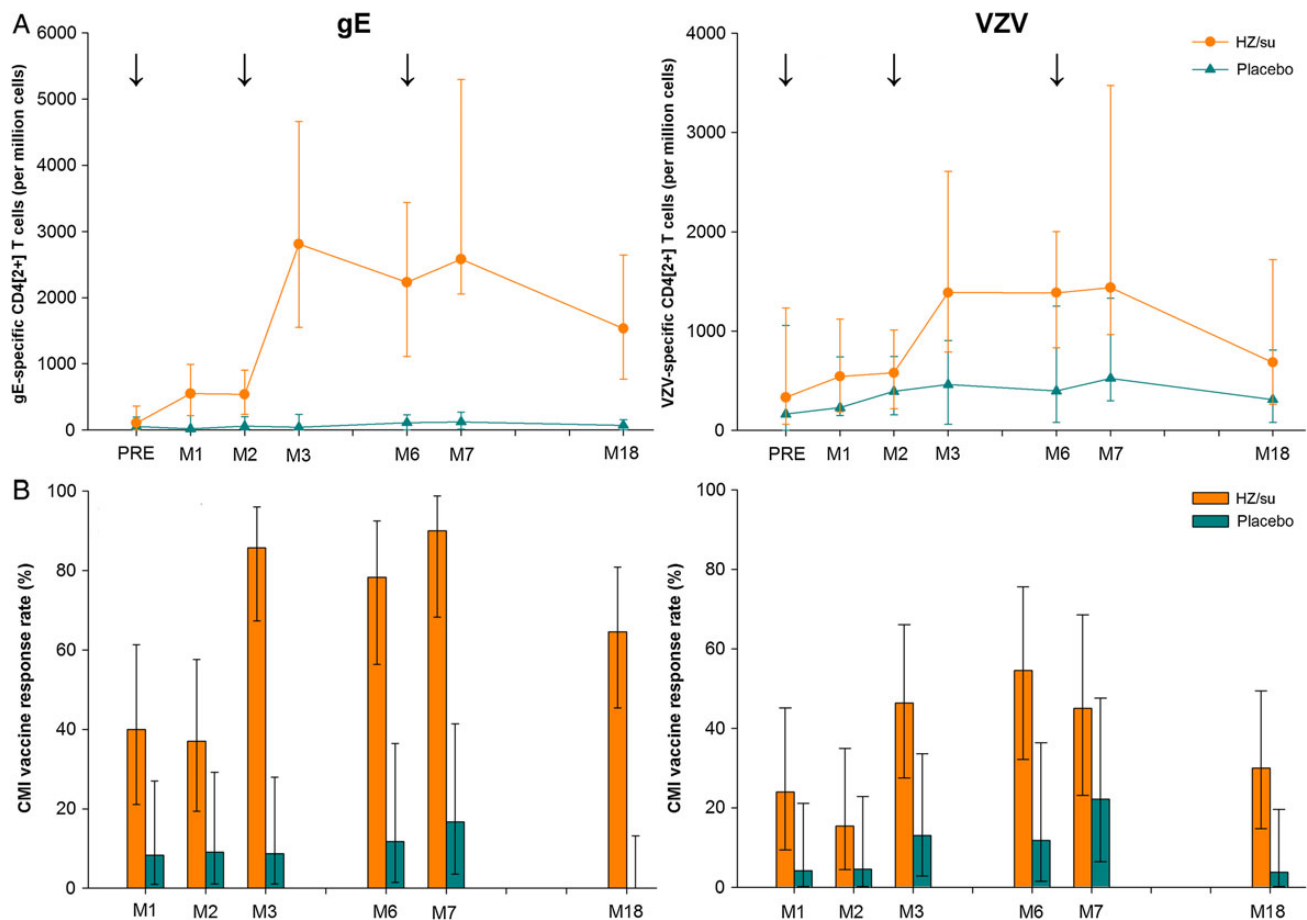 A
gE
VZV
6000
5000
4000
3000
2000
1000
0
gE-specific CD4[2+] T cells (per million cells)
PRE M1 M2 M3 M6 M7 M18
4000
3000
2000
1000
0
VZV-specific CD4[2+] T cells (per million cells)
HZ/su
Placebo
PRE M1 M2 M3 M6 M7 M18
B
100
80
60
40
20
0
CMI vaccine response rate (%)
M1 M2 M3 M6 M7 M18
100
80
60
40
20
0
CMI vaccine response rate (%)
HZ/su
Placebo
M1 M2 M3 M6 M7 M18